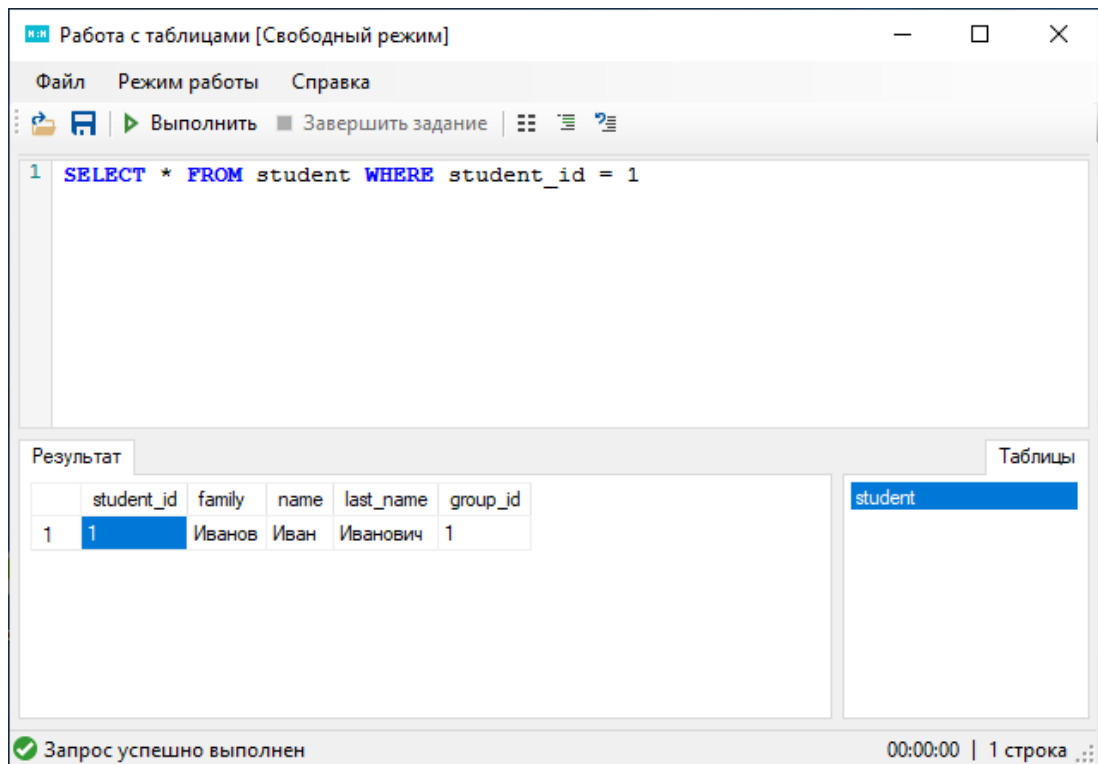 Работа с таблицами [Свободный режим]
Файл Режим работы Справка
Выполнить Завершить задание
1 SELECT * FROM student WHERE student_id = 1
Результат Таблицы
student_id family name last_name group_id
1 1 Иванов Иван Иванович 1
student
Запрос успешно выполнен 00:00:00 | 1 строка